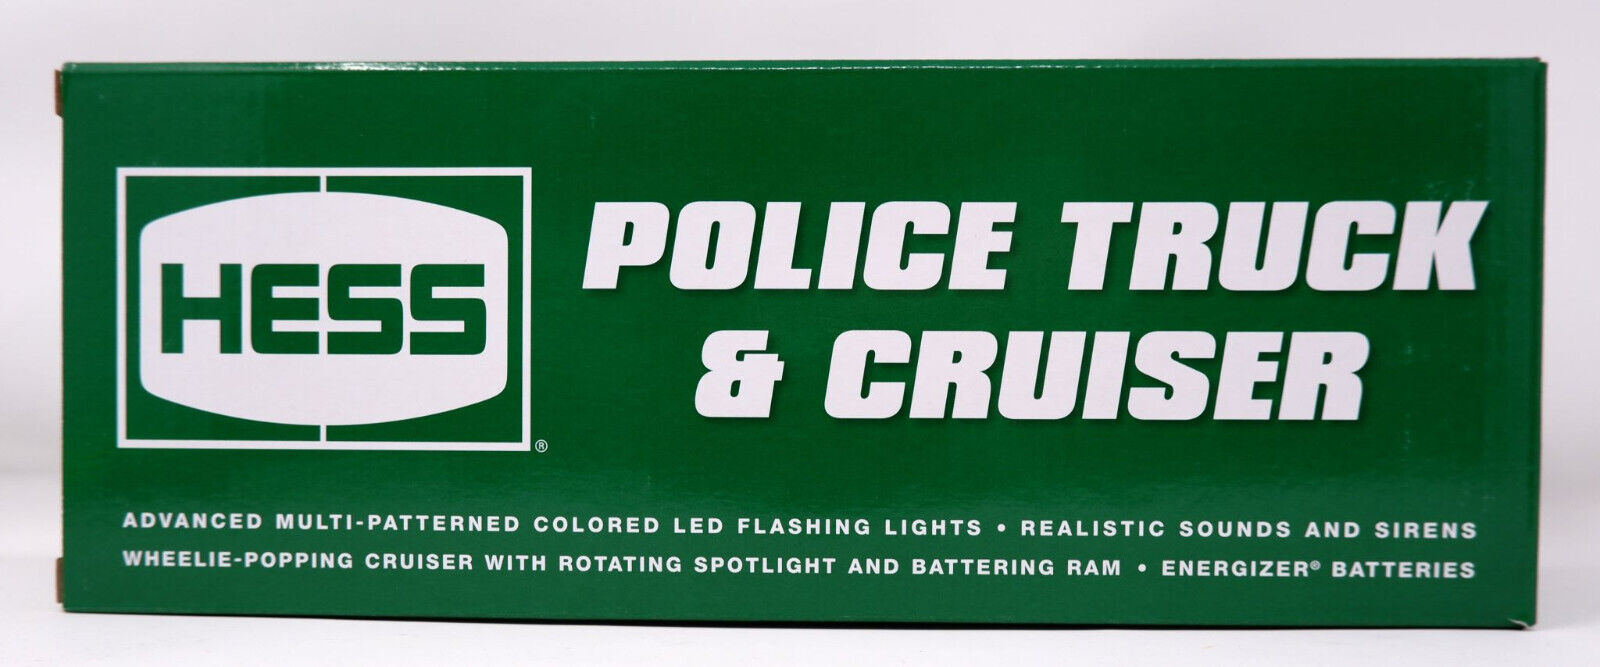 HESS
®
POLICE TRUCK
& CRUISER
ADVANCED MULTI-PATTERNED COLORED LED FLASHING LIGHTS • REALISTIC SOUNDS AND SIRENS
WHEELIE-POPPING CRUISER WITH ROTATING SPOTLIGHT AND BATTERING RAM • ENERGIZER® BATTERIES